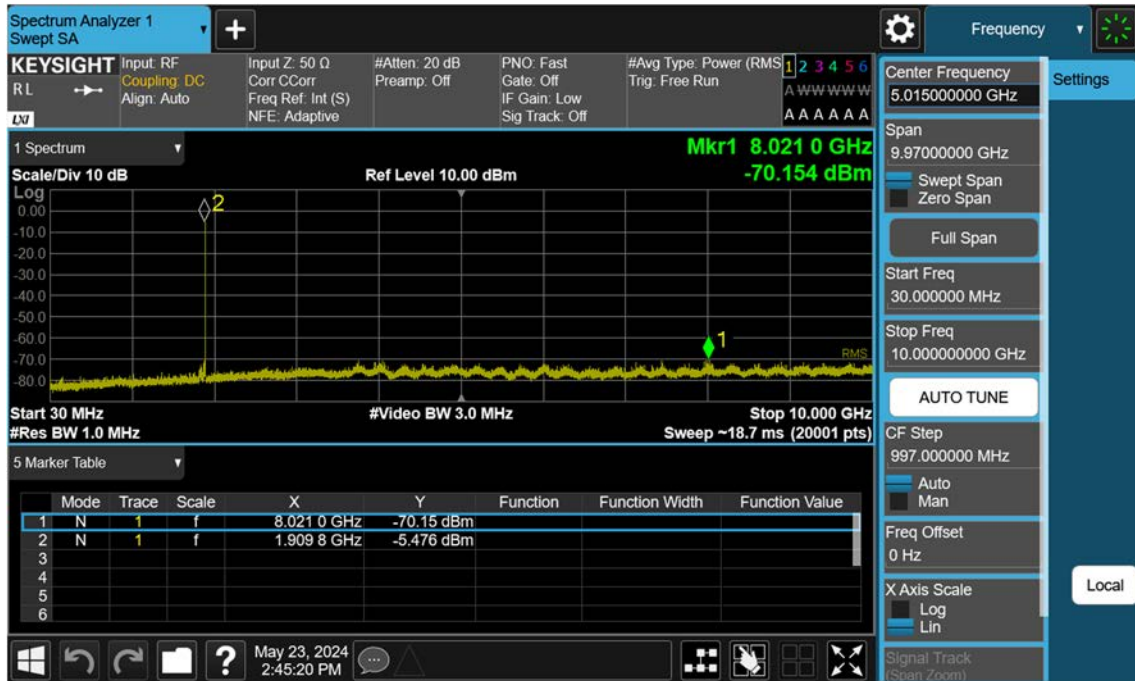 Spectrum Analyzer 1
Swept SA
Frequency
KEYSIGHT
RL
LXI
Input: RF
Coupling: DC
Align: Auto
Input Z: 50 Ω
Corr CCorr
Freq Ref: Int (S)
NFE: Adaptive
#Atten: 20 dB
Preamp: Off
PNO: Fast
Gate: Off
IF Gain: Low
Sig Track: Off
#Avg Type: Power (RMS
Trig: Free Run
1 2 3 4 5 6
A W W W W W
A A A A A A
1 Spectrum
Mkr1 8.021 0 GHz
-70.154 dBm
Scale/Div 10 dB
Ref Level 10.00 dBm
Log
0.00
-10.0
-20.0
-30.0
-40.0
-50.0
-60.0
-70.0
-80.0
2
1
RMS
Start 30 MHz
#Video BW 3.0 MHz
Stop 10.000 GHz
#Res BW 1.0 MHz
Sweep ~18.7 ms (20001 pts)
5 Marker Table
Mode Trace Scale X Y Function Function Width Function Value
1 N 1 f 8.021 0 GHz -70.15 dBm
2 N 1 f 1.909 8 GHz -5.476 dBm
3
4
5
6
?
May 23, 2024
2:45:20 PM
Center Frequency
5.015000000 GHz
Settings
Span
9.97000000 GHz
Swept Span
Zero Span
Full Span
Start Freq
30.000000 MHz
Stop Freq
10.000000000 GHz
AUTO TUNE
CF Step
997.000000 MHz
Auto
Man
Freq Offset
0 Hz
X Axis Scale
Log
Lin
Local
Signal Track
(Span Zoom)